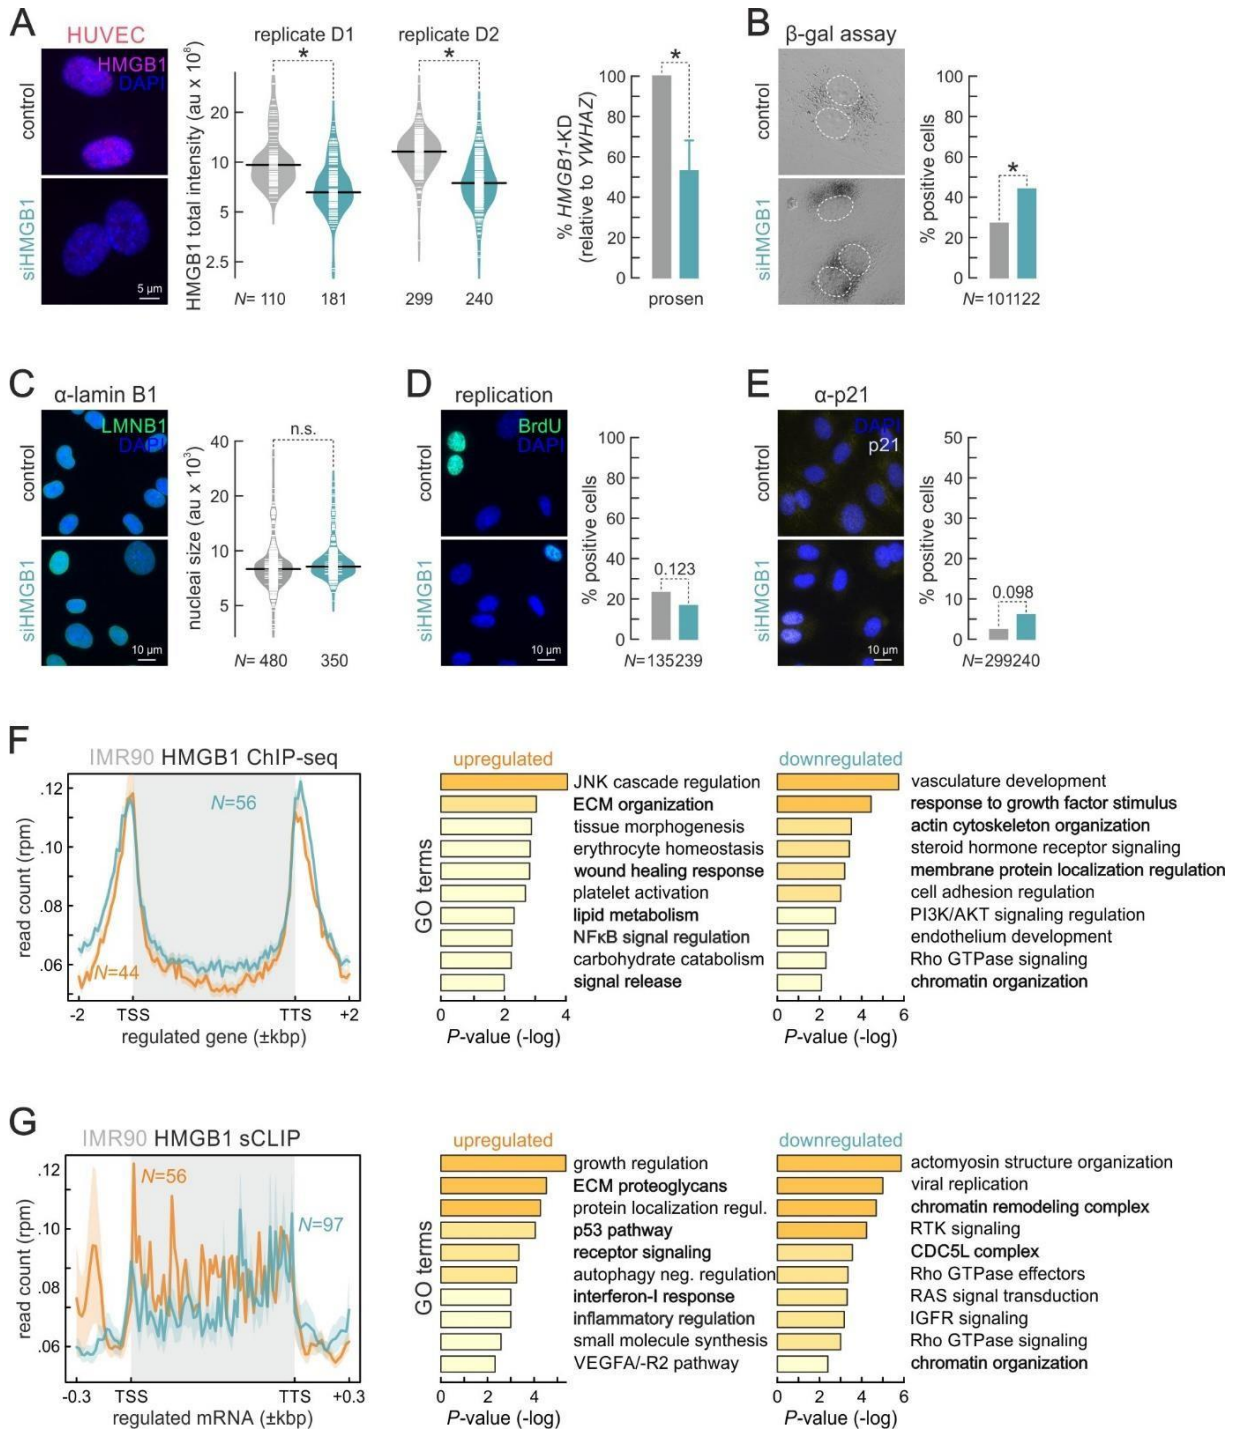 A
HUVEC
HMGB1
DAPI
control
siHMGB1
5 µm
HMGB1 total intensity (au x 10⁸)
20
10
5
2.5
replicate D1
replicate D2
*
*
N= 110 181 299 240
% HMGB1-KD
(relative to YWHAZ)
100
80
60
40
20
0
*
prosen
B
β-gal assay
control
siHMGB1
% positive cells
100
80
60
40
20
0
*
N= 101122
C
α-lamin B1
LMNB1
DAPI
control
siHMGB1
10 µm
nucleai size (au x 10³)
40
20
10
5
n.s.
N= 480 350
D
replication
BrdU
DAPI
control
siHMGB1
10 µm
% positive cells
100
80
60
40
20
0
0.123
N=135239
E
α-p21
DAPI
p21
control
siHMGB1
10 µm
% positive cells
50
40
30
20
10
0
0.098
N=299240
F
IMR90 HMGB1 ChIP-seq
read count (rpm)
.12
.10
.08
.06
N=56
N=44
-2 TSS TTS +2
regulated gene (±kbp)
GO terms
upregulated
JNK cascade regulation
ECM organization
tissue morphogenesis
erythrocyte homeostasis
wound healing response
platelet activation
lipid metabolism
NFκB signal regulation
carbohydrate catabolism
signal release
0 2 4
P-value (-log)
downregulated
vasculature development
response to growth factor stimulus
actin cytoskeleton organization
steroid hormone receptor signaling
membrane protein localization regulation
cell adhesion regulation
PI3K/AKT signaling regulation
endothelium development
Rho GTPase signaling
chromatin organization
0 2 4 6
P-value (-log)
G
IMR90 HMGB1 sCLIP
read count (rpm)
.12
.10
.08
.06
N=56
N=97
-0.3 TSS TTS +0.3
regulated mRNA (±kbp)
GO terms
upregulated
growth regulation
ECM proteoglycans
protein localization regul.
p53 pathway
receptor signaling
autophagy neg. regulation
interferon-I response
inflammatory regulation
small molecule synthesis
VEGFA/-R2 pathway
0 2 4
P-value (-log)
downregulated
actomyosin structure organization
viral replication
chromatin remodeling complex
RTK signaling
CDC5L complex
Rho GTPase effectors
RAS signal transduction
IGFR signaling
Rho GTPase signaling
chromatin organization
0 2 4 6
P-value (-log)